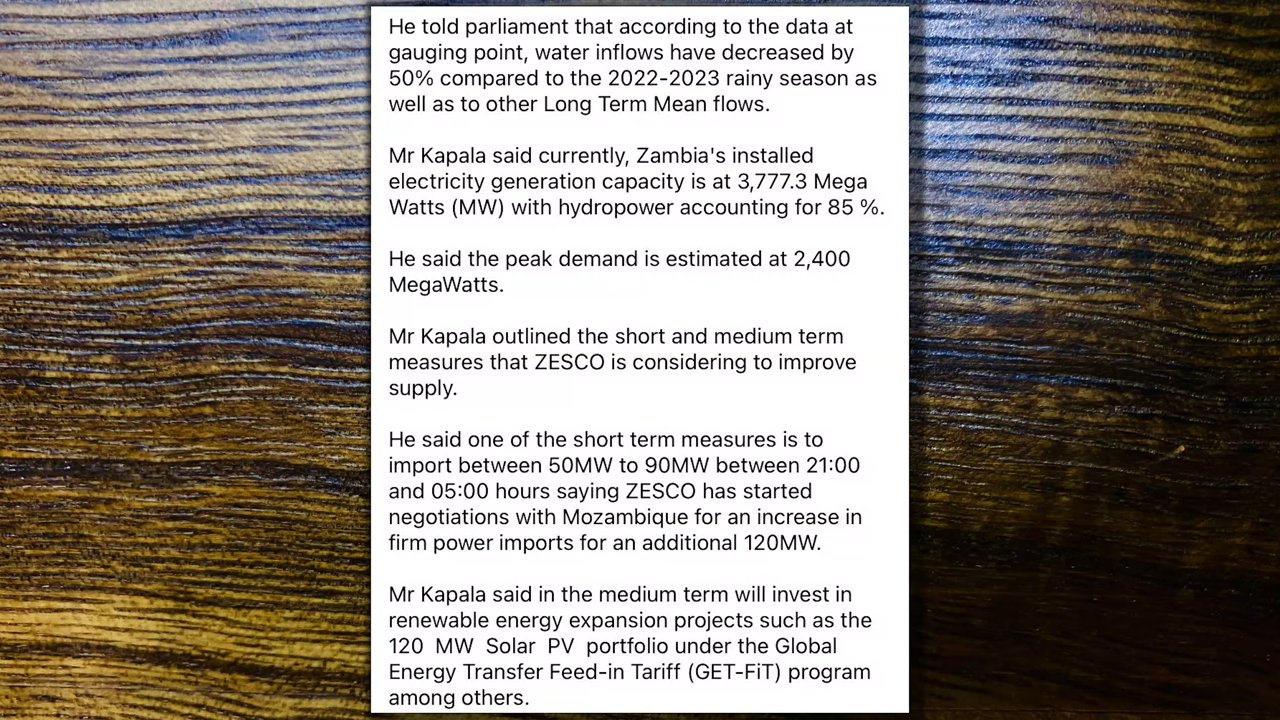 He told parliament that according to the data at
gauging point, water inflows have decreased by
50% compared to the 2022-2023 rainy season as
well as to other Long Term Mean flows.
Mr Kapala said currently, Zambia's installed
electricity generation capacity is at 3,777.3 Mega
Watts (MW) with hydropower accounting for 85 %.
He said the peak demand is estimated at 2,400
MegaWatts.
Mr Kapala outlined the short and medium term
measures that ZESCO is considering to improve
supply.
He said one of the short term measures is to
import between 50MW to 90MW between 21:00
and 05:00 hours saying ZESCO has started
negotiations with Mozambique for an increase in
firm power imports for an additional 120MW.
Mr Kapala said in the medium term will invest in
renewable energy expansion projects such as the
120 MW Solar PV portfolio under the Global
Energy Transfer Feed-in Tariff (GET-FiT) program
among others.